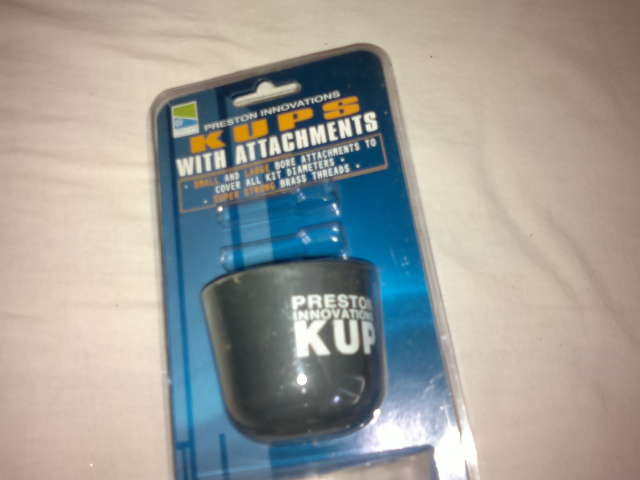 PRESTON INNOVATIONS
KUPS
WITH ATTACHMENTS
• SMALL AND LARGE BORE ATTACHMENTS TO
COVER ALL KIT DIAMETERS •
• SUPER STRONG BRASS THREADS •
PRESTON
INNOVATIONS
KUP